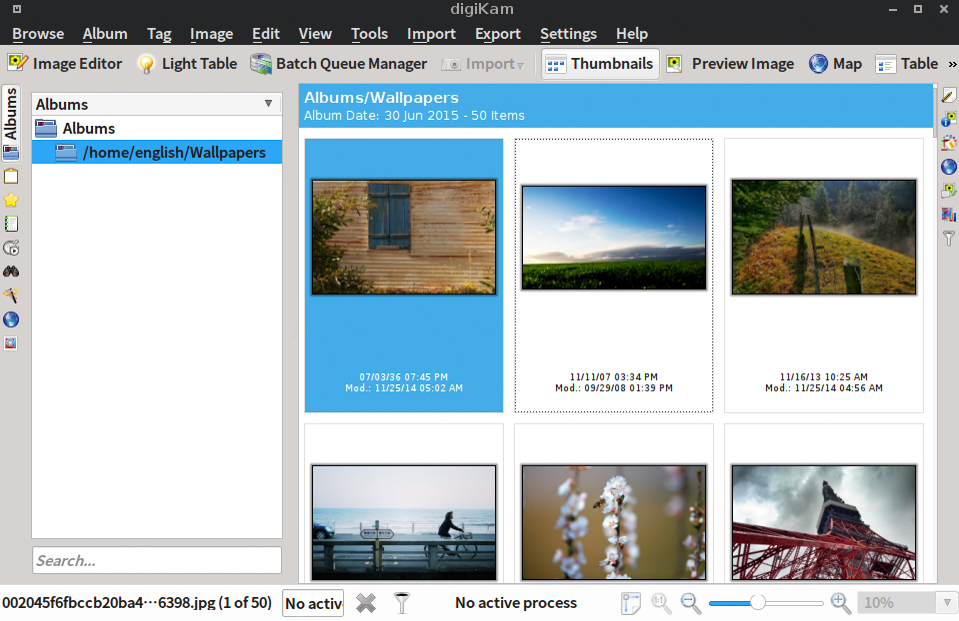 digiKam
Browse Album Tag Image Edit View Tools Import Export Settings Help
Image Editor Light Table Batch Queue Manager Import Thumbnails Preview Image Map Table »
Albums
Albums
Albums
/home/english/Wallpapers
Albums/Wallpapers
Album Date: 30 Jun 2015 - 50 Items
07/03/36 07:45 PM
Mod.: 11/25/14 05:02 AM
11/11/07 03:34 PM
Mod.: 09/29/08 01:39 PM
11/16/13 10:25 AM
Mod.: 11/25/14 04:56 AM
Search...
002045f6fbccb20ba4···6398.jpg (1 of 50) No activ No active process 1:1 10%